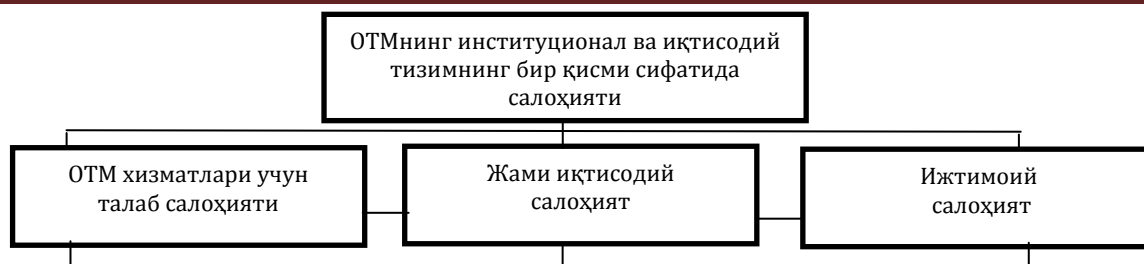 ОТМнинг институционал ва иқтисодий
тизимнинг бир қисми сифатида
салоҳияти
ОТМ хизматлари учун
талаб салоҳияти
Жами иқтисодий
салоҳият
Ижтимоий
салоҳият